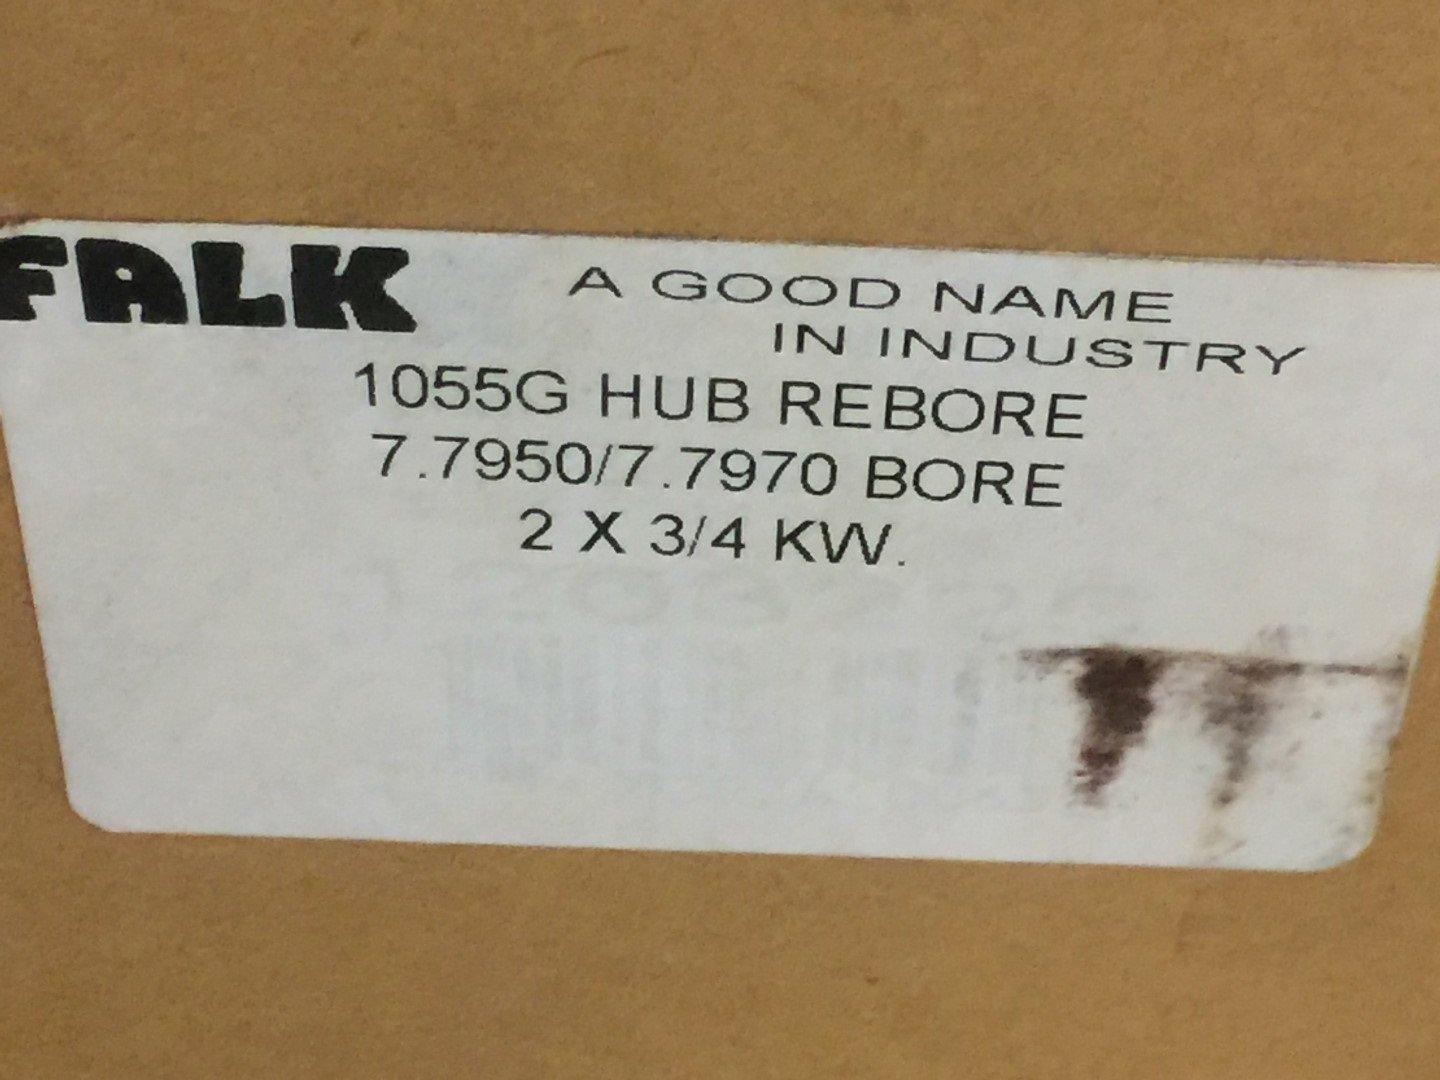 FALK
A GOOD NAME
IN INDUSTRY
1055G HUB REBORE
7.7950/7.7970 BORE
2 X 3/4 KW.